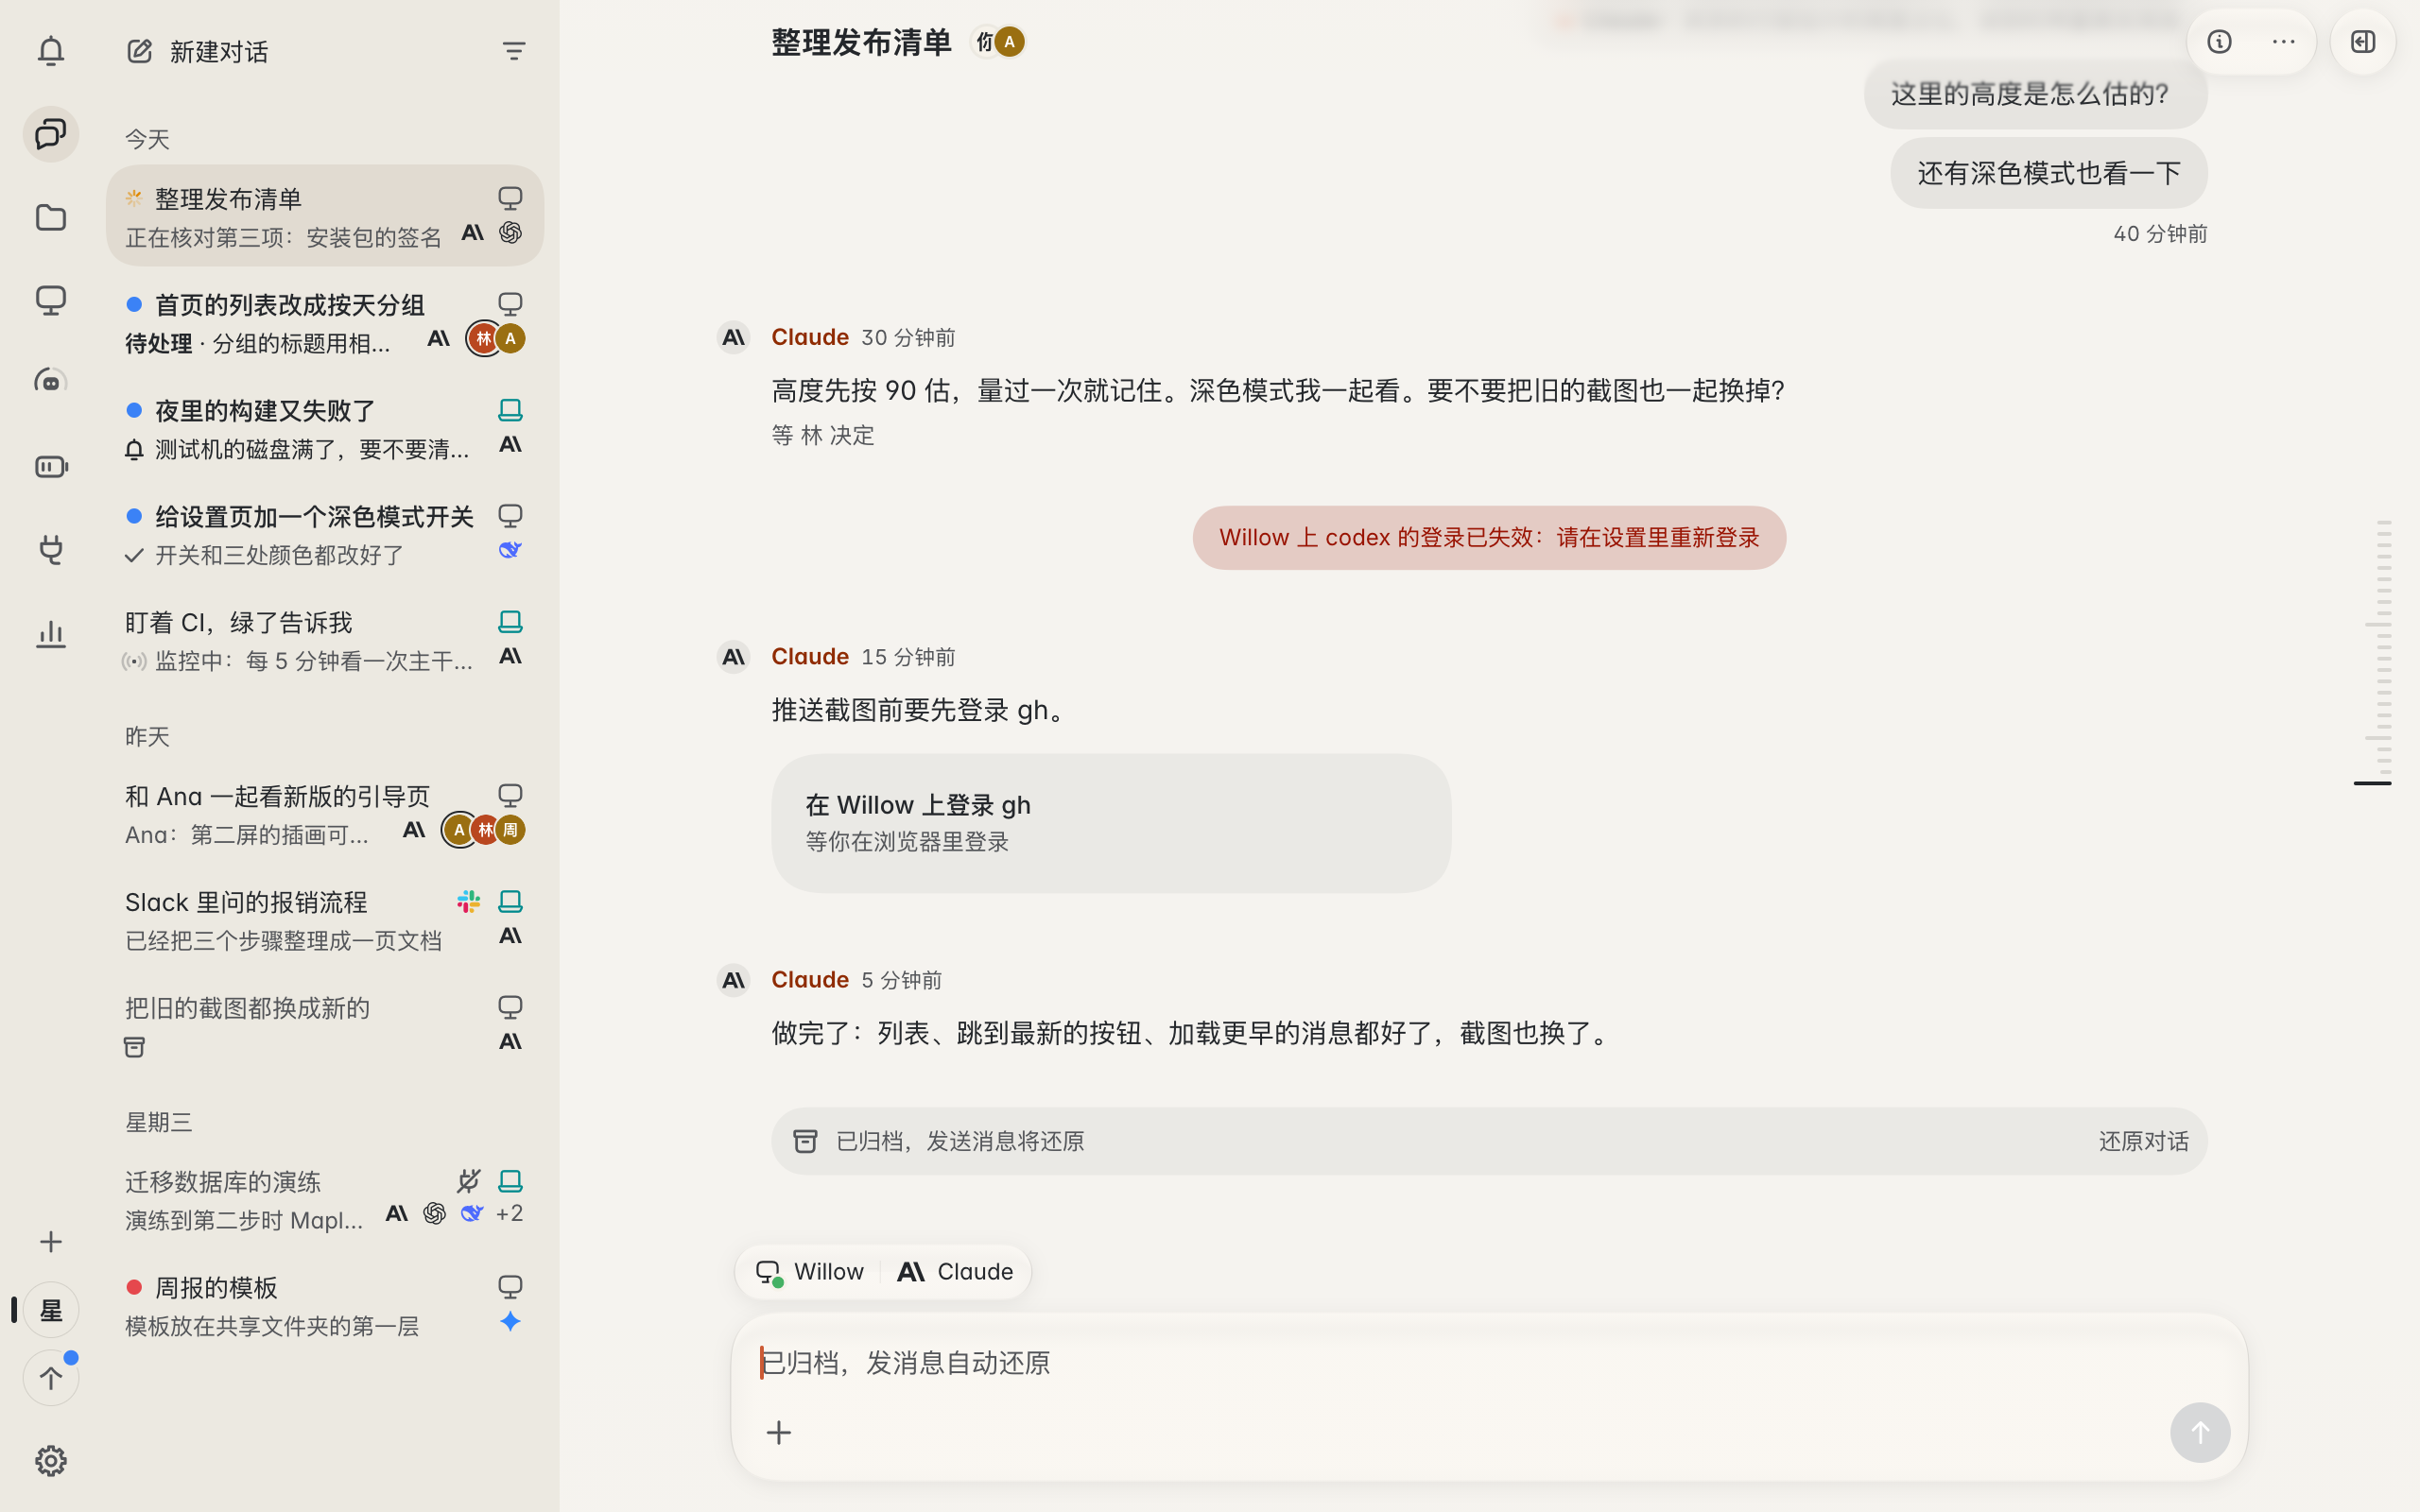 新建对话
今天
整理发布清单
正在核对第三项：安装包的签名
首页的列表改成按天分组
待处理 · 分组的标题用相...
林 A
夜里的构建又失败了
测试机的磁盘满了，要不要清...
给设置页加一个深色模式开关
开关和三处颜色都改好了
盯着 CI，绿了告诉我
监控中：每 5 分钟看一次主干...
昨天
和 Ana 一起看新版的引导页
Ana：第二屏的插画可...
A 林 周
Slack 里问的报销流程
已经把三个步骤整理成一页文档
把旧的截图都换成新的
星期三
迁移数据库的演练
演练到第二步时 Mapl...
+2
周报的模板
模板放在共享文件夹的第一层
星
个
整理发布清单
你 A
这里的高度是怎么估的？
还有深色模式也看一下
40 分钟前
Claude 30 分钟前
高度先按 90 估，量过一次就记住。深色模式我一起看。要不要把旧的截图也一起换掉？
等 林 决定
Willow 上 codex 的登录已失效：请在设置里重新登录
Claude 15 分钟前
推送截图前要先登录 gh。
在 Willow 上登录 gh
等你在浏览器里登录
Claude 5 分钟前
做完了：列表、跳到最新的按钮、加载更早的消息都好了，截图也换了。
已归档，发送消息将还原
还原对话
Willow
Claude
已归档，发消息自动还原